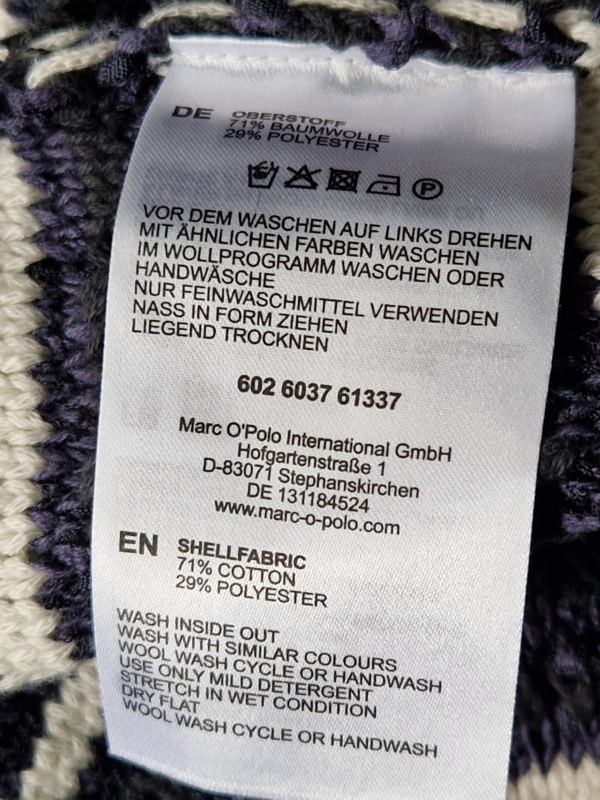 DE OBERSTOFF
71% BAUMWOLLE
29% POLYESTER
P
VOR DEM WASCHEN AUF LINKS DREHEN
MIT ÄHNLICHEN FARBEN WASCHEN
IM WOLLPROGRAMM WASCHEN ODER
HANDWÄSCHE
NUR FEINWASCHMITTEL VERWENDEN
NASS IN FORM ZIEHEN
LIEGEND TROCKNEN
602 6037 61337
Marc O'Polo International GmbH
Hofgartenstraße 1
D-83071 Stephanskirchen
DE 131184524
www.marc-o-polo.com
EN SHELLFABRIC
71% COTTON
29% POLYESTER
WASH INSIDE OUT
WASH WITH SIMILAR COLOURS
WOOL WASH CYCLE OR HANDWASH
USE ONLY MILD DETERGENT
STRETCH IN WET CONDITION
DRY FLAT
WOOL WASH CYCLE OR HANDWASH